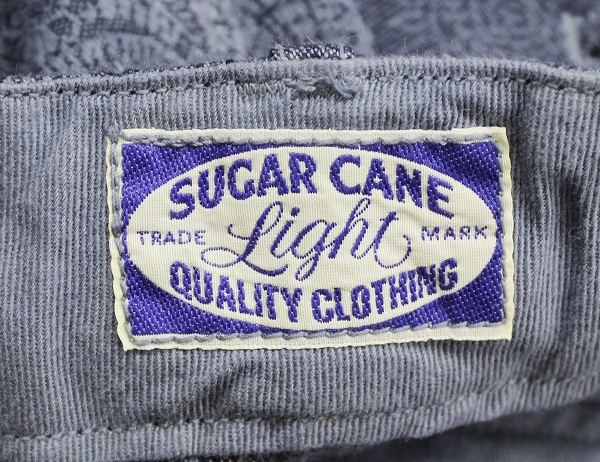 SUGAR CANE
TRADE Light MARK
QUALITY CLOTHING